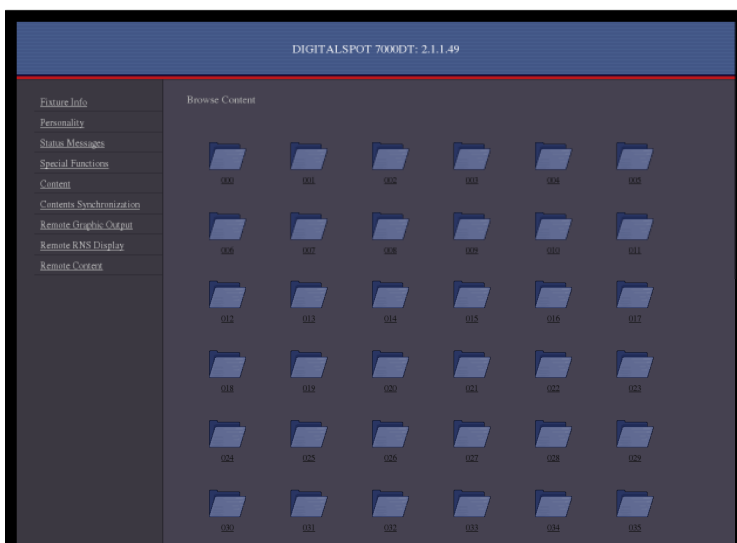 DIGITALSPOT 7000DT: 2.1.1.49
Fixture Info
Personality
Status Messages
Special Functions
Content
Contents Synchronization
Remote Graphic Output
Remote RNS Display
Remote Content
Browse Content
000 001 002 003 004 005
006 007 008 009 010 011
012 013 014 015 016 017
018 019 020 021 022 023
024 025 026 027 028 029
030 031 032 033 034 035